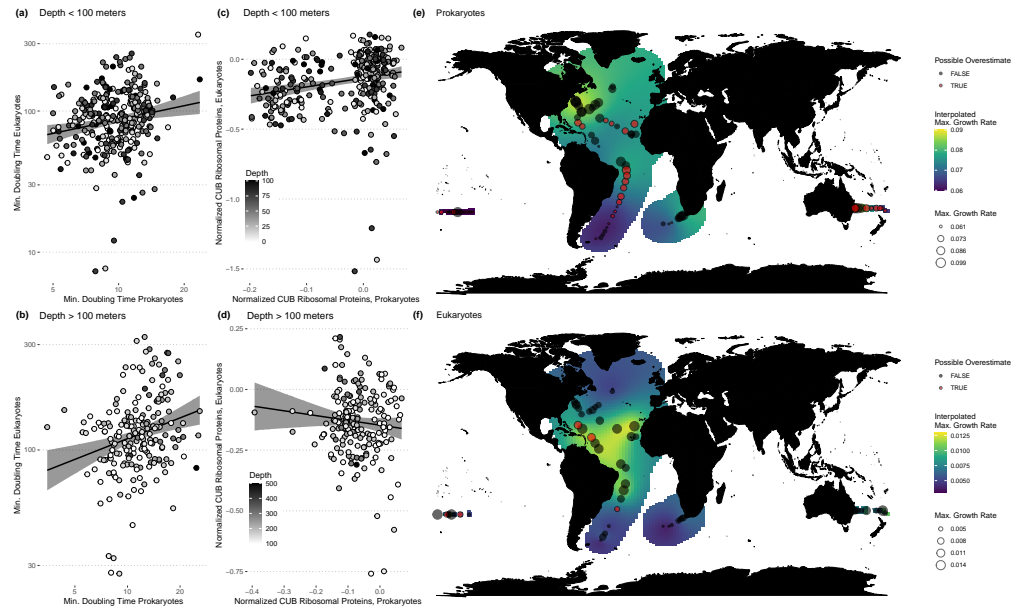 (a) Depth < 100 meters
Min. Doubling Time Eukaryotes
300
100
30
10
5 10 20
Min. Doubling Time Prokaryotes
(c) Depth < 100 meters
Normalized CUB Ribosomal Proteins, Eukaryotes
0.0
−0.5
−1.0
−1.5
Depth
100
75
50
25
0
−0.2 −0.1 0.0
Normalized CUB Ribosomal Proteins, Prokaryotes
(e) Prokaryotes
Possible Overestimate
FALSE
TRUE
Interpolated
Max. Growth Rate
0.09
0.08
0.07
0.06
Max. Growth Rate
0.061
0.073
0.086
0.099
(b) Depth > 100 meters
Min. Doubling Time Eukaryotes
300
100
30
5 10 20
Min. Doubling Time Prokaryotes
(d) Depth > 100 meters
Normalized CUB Ribosomal Proteins, Eukaryotes
0.25
0.00
−0.25
−0.50
−0.75
Depth
500
400
300
200
100
−0.4 −0.3 −0.2 −0.1 0.0
Normalized CUB Ribosomal Proteins, Prokaryotes
(f) Eukaryotes
Possible Overestimate
FALSE
TRUE
Interpolated
Max. Growth Rate
0.0125
0.0100
0.0075
0.0050
Max. Growth Rate
0.005
0.008
0.011
0.014